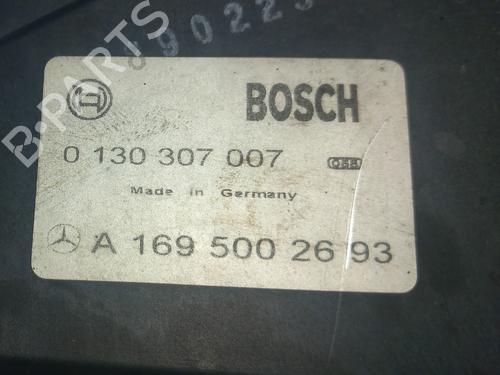 B-PARTS
BOSCH
0 130 307 007
Made in Germany
A 169 500 26 93